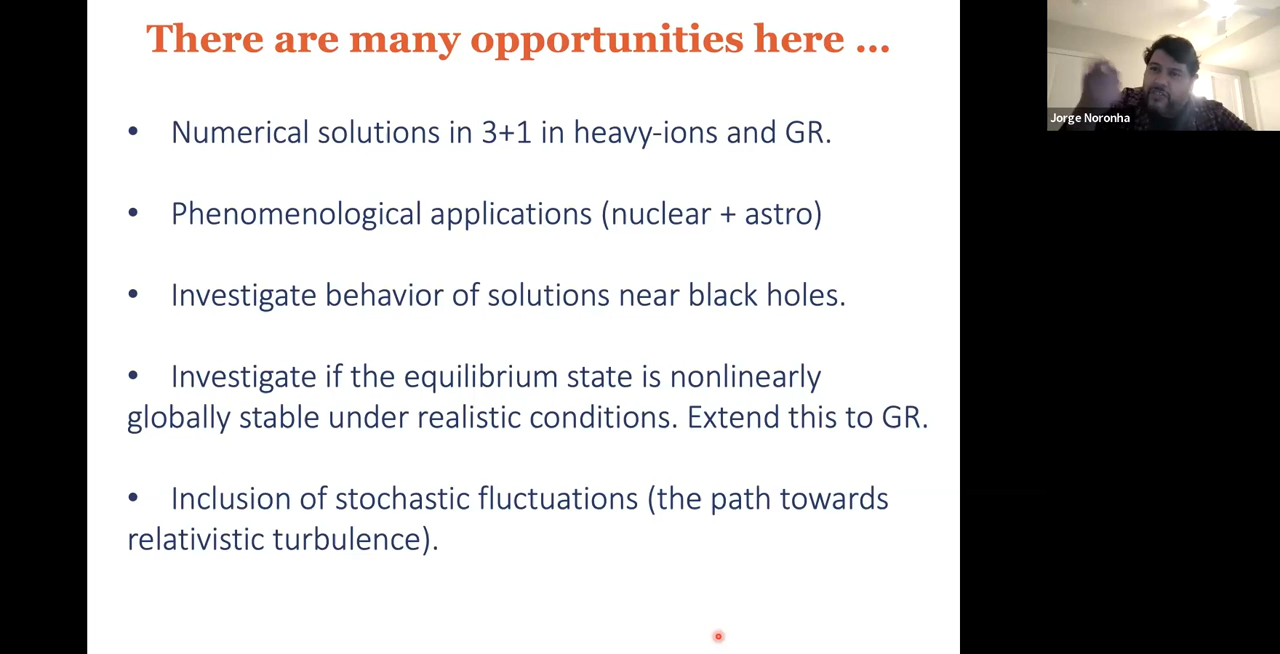 There are many opportunities here ...
• Numerical solutions in 3+1 in heavy-ions and GR.
• Phenomenological applications (nuclear + astro)
• Investigate behavior of solutions near black holes.
• Investigate if the equilibrium state is nonlinearly
globally stable under realistic conditions. Extend this to GR.
• Inclusion of stochastic fluctuations (the path towards
relativistic turbulence).
Jorge Noronha